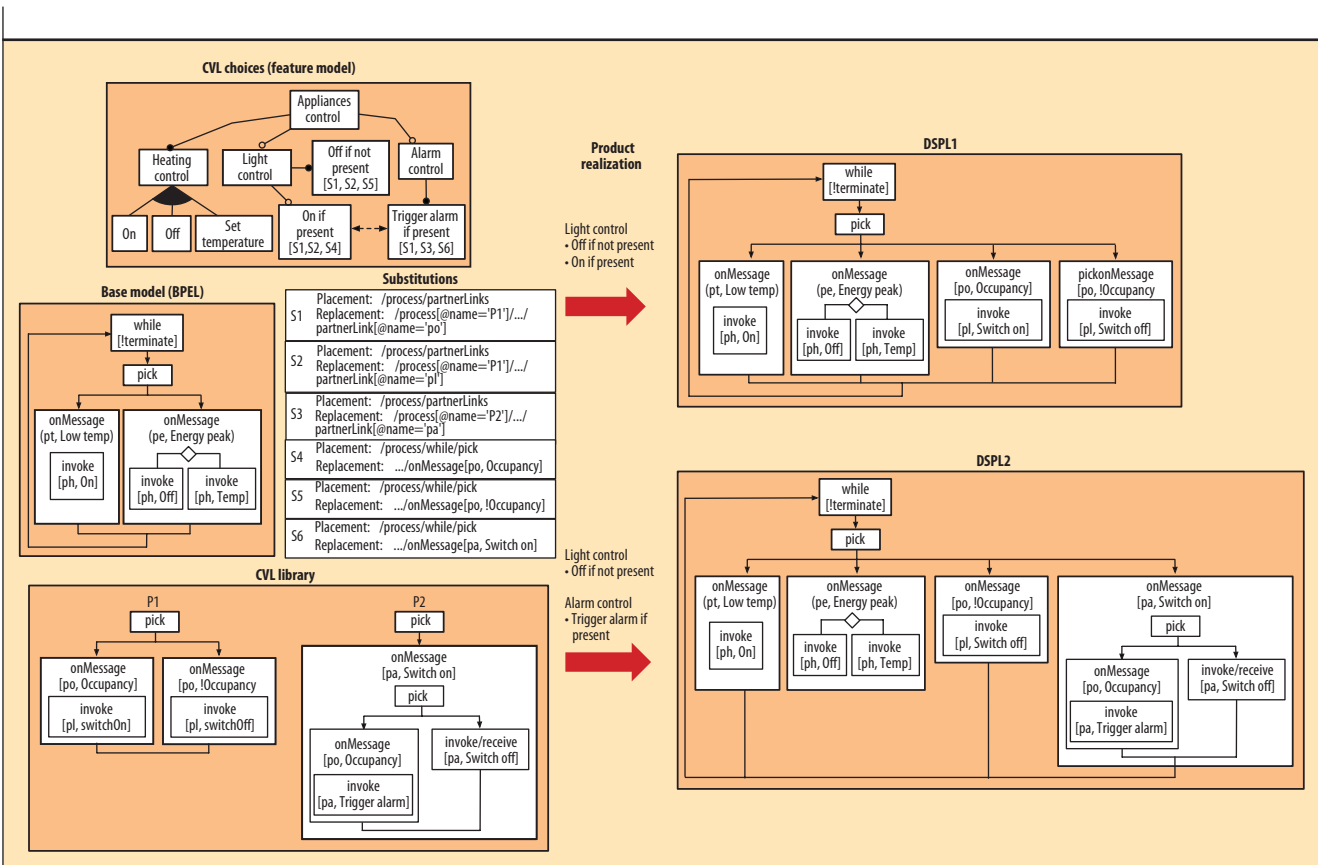 CVL choices (feature model)
Appliances
control
Heating
control
Light
control
Off if not
present
[S1, S2, S5]
Alarm
control
On
Off
Set
temperature
On if
present
[S1,S2, S4]
Trigger alarm
if present
[S1, S3, S6]
Base model (BPEL)
while
[!terminate]
pick
onMessage
(pt, Low temp)
invoke
[ph, On]
onMessage
(pe, Energy peak)
invoke
[ph, Off]
invoke
[ph, Temp]
Substitutions
S1
Placement: /process/partnerLinks
Replacement: /process[@name='P1']/.../
partnerLink[@name='po']
S2
Placement: /process/partnerLinks
Replacement: /process[@name='P1']/.../
partnerLink[@name='pl']
S3
Placement: /process/partnerLinks
Replacement: /process[@name='P2']/.../
partnerLink[@name='pa']
S4
Placement: /process/while/pick
Replacement: .../onMessage[po, Occupancy]
S5
Placement: /process/while/pick
Replacement: .../onMessage[po, !Occupancy]
S6
Placement: /process/while/pick
Replacement: .../onMessage[pa, Switch on]
CVL library
P1
pick
onMessage
[po, Occupancy]
invoke
[pl, switchOn]
onMessage
[po, !Occupancy
invoke
[pl, switchOff]
P2
pick
onMessage
[pa, Switch on]
pick
onMessage
[po, Occupancy]
invoke
[pa, Trigger alarm]
invoke/receive
[pa, Switch off]
Product
realization
Light control
• Off if not present
• On if present
Light control
• Off if not present
Alarm control
• Trigger alarm if
present
DSPL1
while
[!terminate]
pick
onMessage
(pt, Low temp)
invoke
[ph, On]
onMessage
(pe, Energy peak)
invoke
[ph, Off]
invoke
[ph, Temp]
onMessage
[po, Occupancy]
invoke
[pl, Switch on]
pickonMessage
[po, !Occupancy
invoke
[pl, Switch off]
DSPL2
while
[!terminate]
pick
onMessage
(pt, Low temp)
invoke
[ph, On]
onMessage
(pe, Energy peak)
invoke
[ph, Off]
invoke
[ph, Temp]
onMessage
[po, !Occupancy]
invoke
[pl, Switch off]
onMessage
[pa, Switch on]
pick
onMessage
[po, Occupancy]
invoke
[pa, Trigger alarm]
invoke/receive
[pa, Switch off]